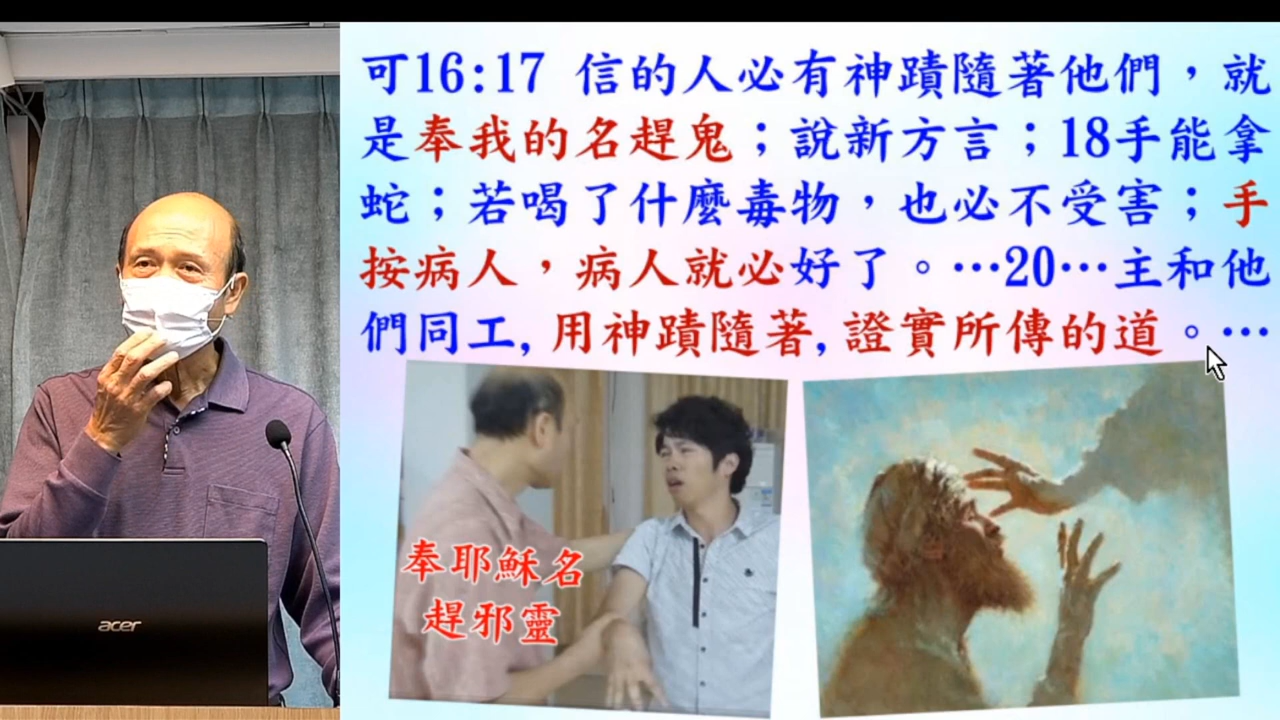 可16:17 信的人必有神蹟隨著他們，就
是奉我的名趕鬼；說新方言；18手能拿
蛇；若喝了什麼毒物，也必不受害；手
按病人，病人就必好了。…20…主和他
們同工,用神蹟隨著,證實所傳的道。…
奉耶穌名
趕邪靈
acer